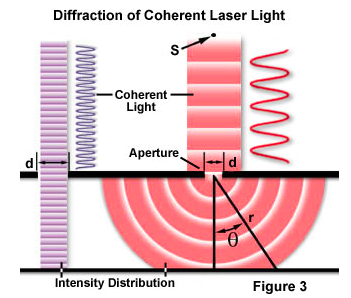 Diffraction of Coherent Laser Light
S
Coherent
Light
Aperture
d
d
r
θ
Intensity Distribution
Figure 3